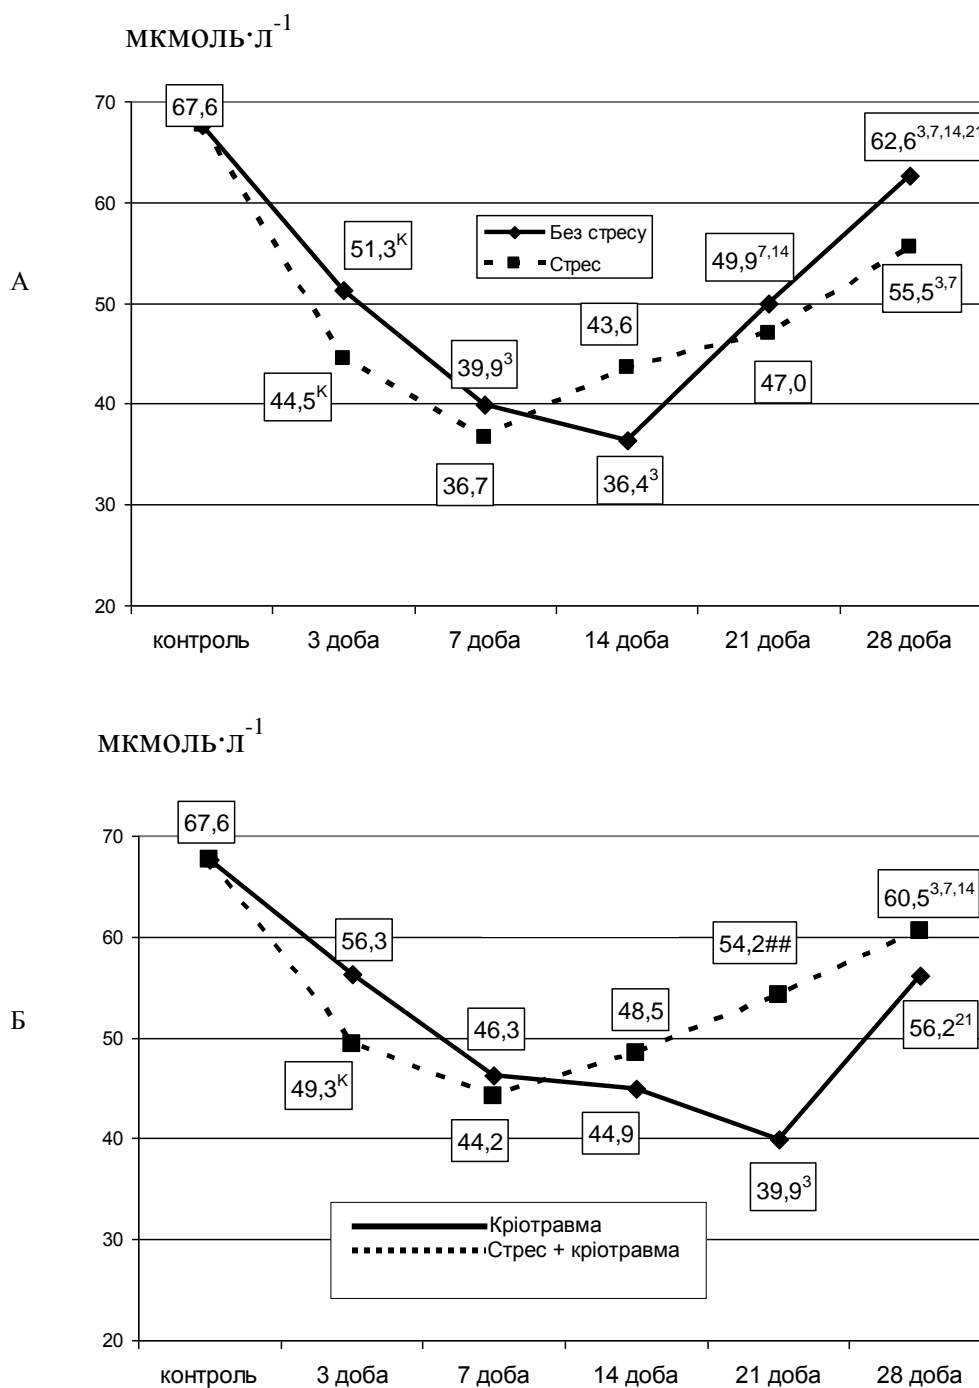 мкмоль·л⁻¹
70
67,6
62,6³,⁷,¹⁴,²¹
60
51,3ᴷ
Без стресу
Стрес
49,9⁷,¹⁴
А
50
55,5³,⁷
43,6
39,9³
44,5ᴷ
47,0
40
36,7
36,4³
30
20
контроль
3 доба
7 доба
14 доба
21 доба
28 доба
мкмоль·л⁻¹
67,6
70
60,5³,⁷,¹⁴
56,3
54,2##
60
48,5
46,3
Б
50
56,2²¹
49,3ᴷ
44,2
44,9
40
39,9³
Кріотравма
Стрес + кріотравма
30
20
контроль
3 доба
7 доба
14 доба
21 доба
28 доба